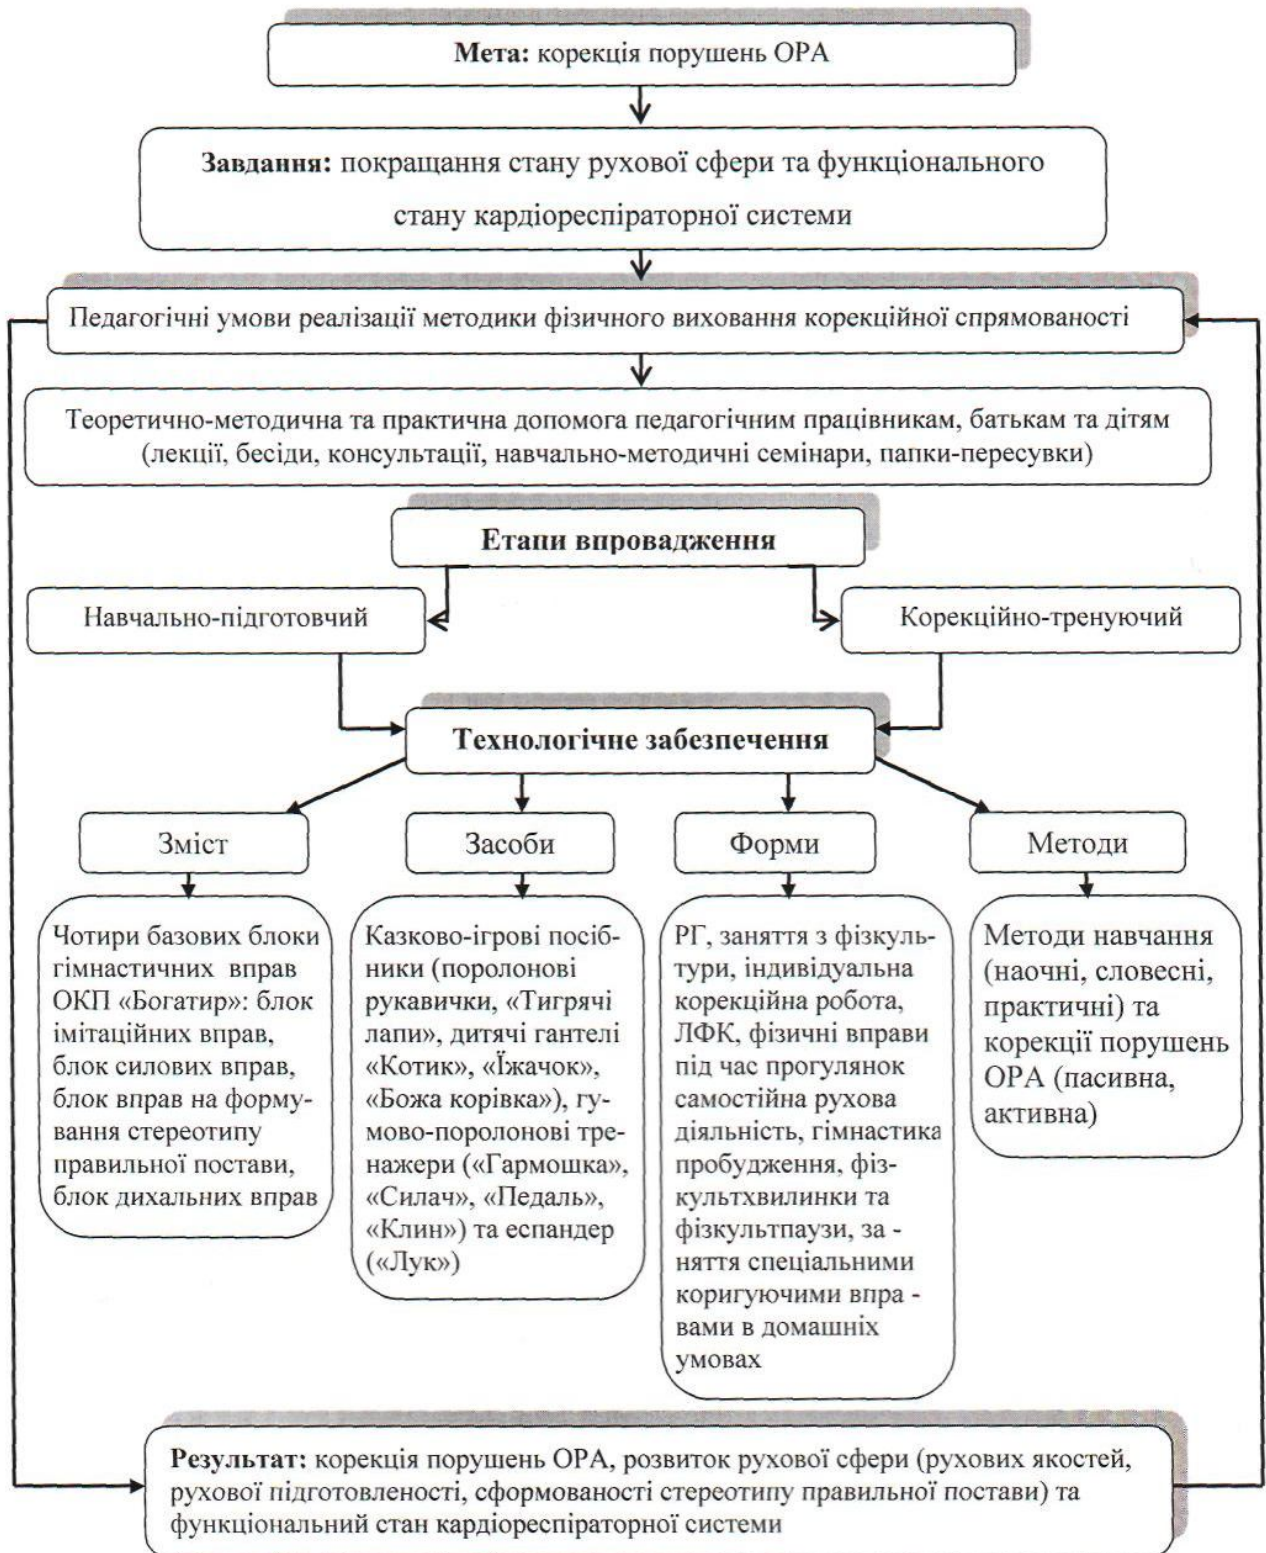 Мета: корекція порушень ОРА
Завдання: покращання стану рухової сфери та функціонального
стану кардіореспіраторної системи
Педагогічні умови реалізації методики фізичного виховання корекційної спрямованості
Теоретично-методична та практична допомога педагогічним працівникам, батькам та дітям
(лекції, бесіди, консультації, навчально-методичні семінари, папки-пересувки)
Етапи впровадження
Навчально-підготовчий
Корекційно-тренуючий
Технологічне забезпечення
Зміст
Засоби
Форми
Методи
Чотири базових блоки
гімнастичних вправ
ОКП «Богатир»: блок
імітаційних вправ,
блок силових вправ,
блок вправ на форму-
вання стереотипу
правильної постави,
блок дихальних вправ
Казково-ігрові посіб-
ники (поролонові
рукавички, «Тигрячі
лапи», дитячі гантелі
«Котик», «Їжачок»,
«Божа корівка»), гу-
мово-поролонові тре-
нажери («Гармошка»,
«Силач», «Педаль»,
«Клин») та еспандер
(«Лук»)
РГ, заняття з фізкуль-
тури, індивідуальна
корекційна робота,
ЛФК, фізичні вправи
під час прогулянок
самостійна рухова
діяльність, гімнастика
пробудження, фіз-
культхвилинки та
фізкультпаузи, за -
няття спеціальними
коригуючими впра -
вами в домашніх
умовах
Методи навчання
(наочні, словесні,
практичні) та
корекції порушень
ОРА (пасивна,
активна)
Результат: корекція порушень ОРА, розвиток рухової сфери (рухових якостей,
рухової підготовленості, сформованості стереотипу правильної постави) та
функціональний стан кардіореспіраторної системи